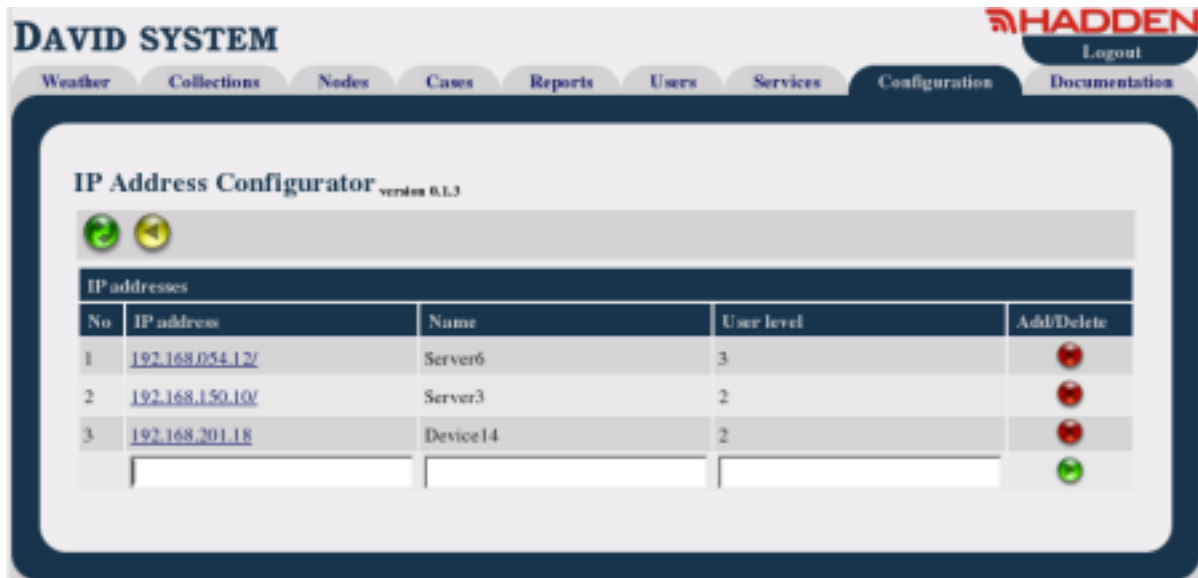 DAVID SYSTEM
HADDEN
Logout
Weather Collections Nodes Cases Reports Users Services Configuration Documentation
IP Address Configurator version 0.1.3
IP addresses
No IP address Name User level Add/Delete
1 192.168.054.12/ Server6 3
2 192.168.150.10/ Server3 2
3 192.168.201.18 Device14 2